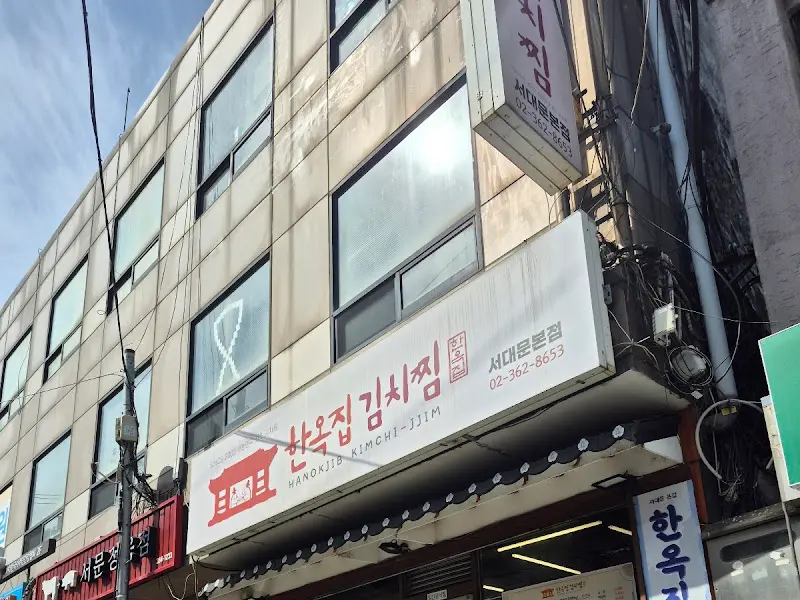 치찜
서대문본점
02-362-8653
한옥집 김치찜
한옥집
HANOKJIB KIMCHI-JJIM
서대문본점
02-362-8653
서대문 본점
한옥집